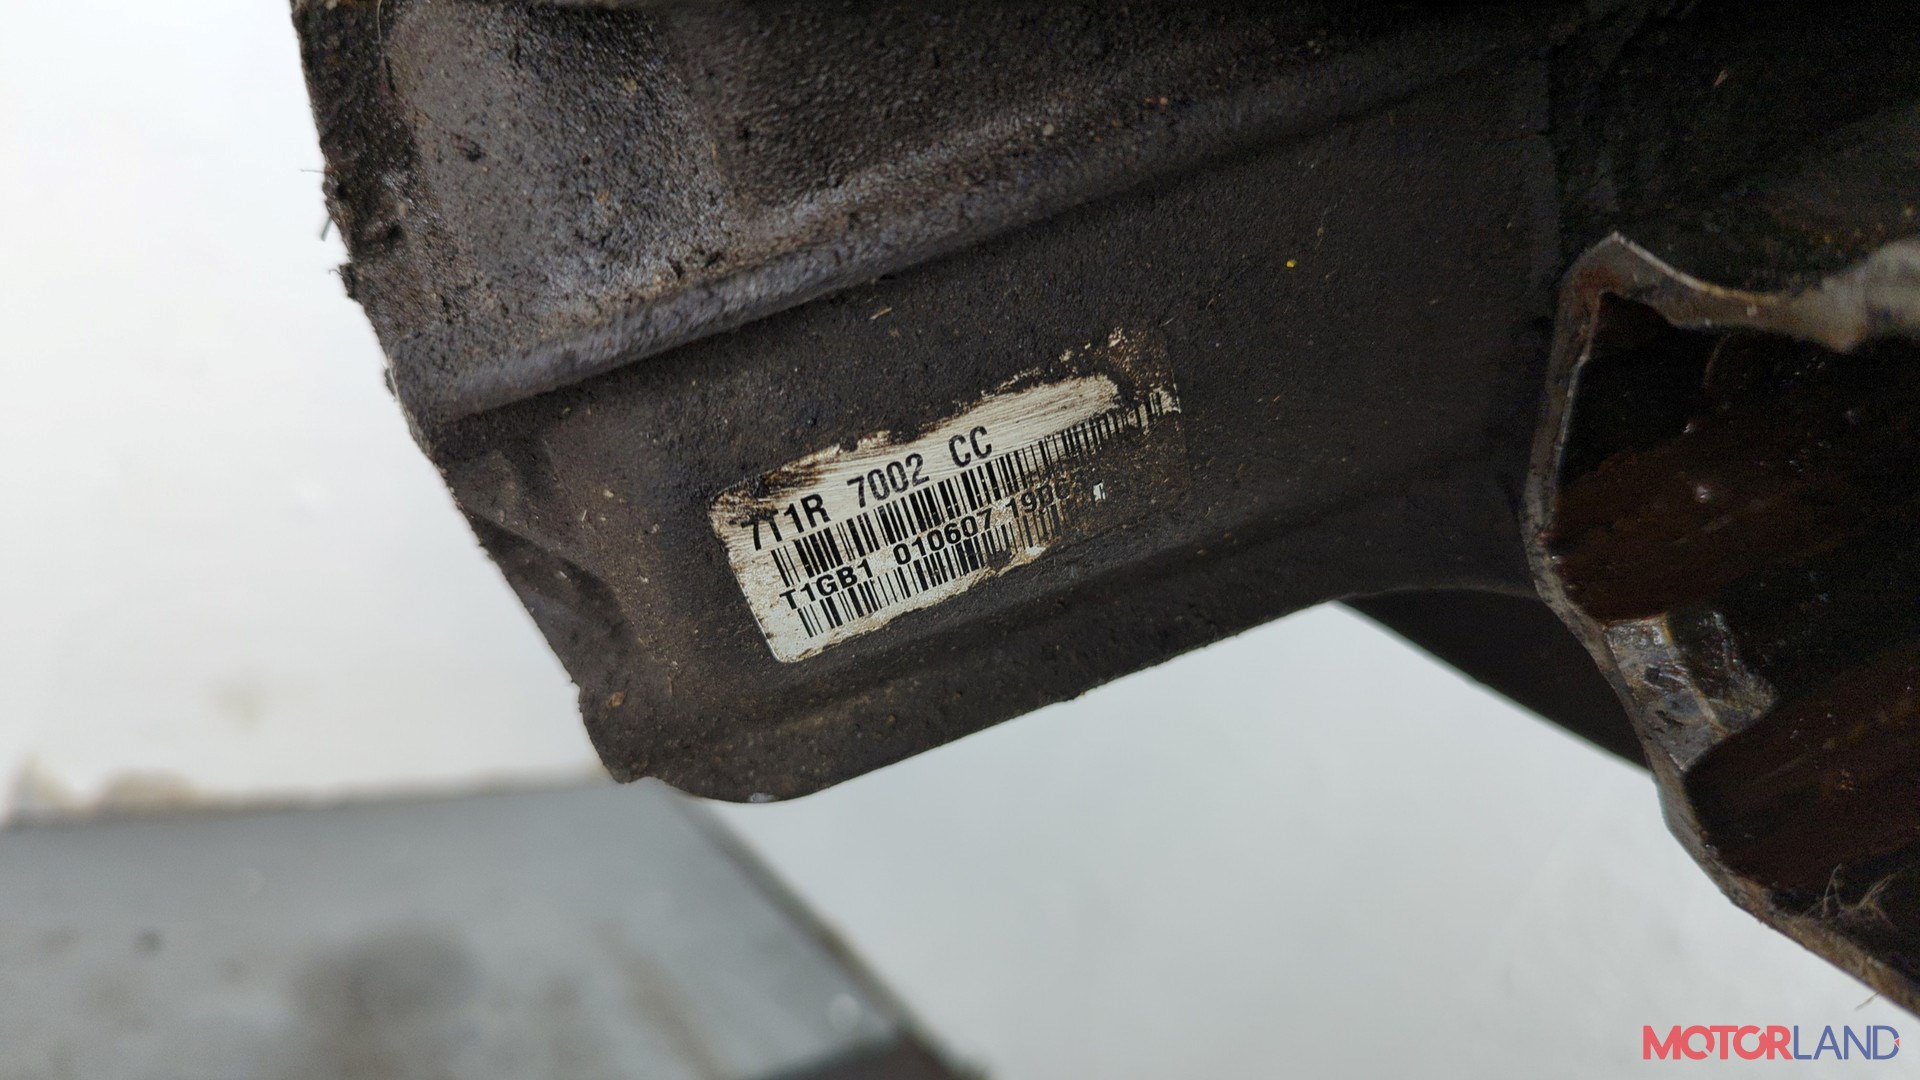 7T1R 7002 CC
T1GB1 010607
MOTORLAND